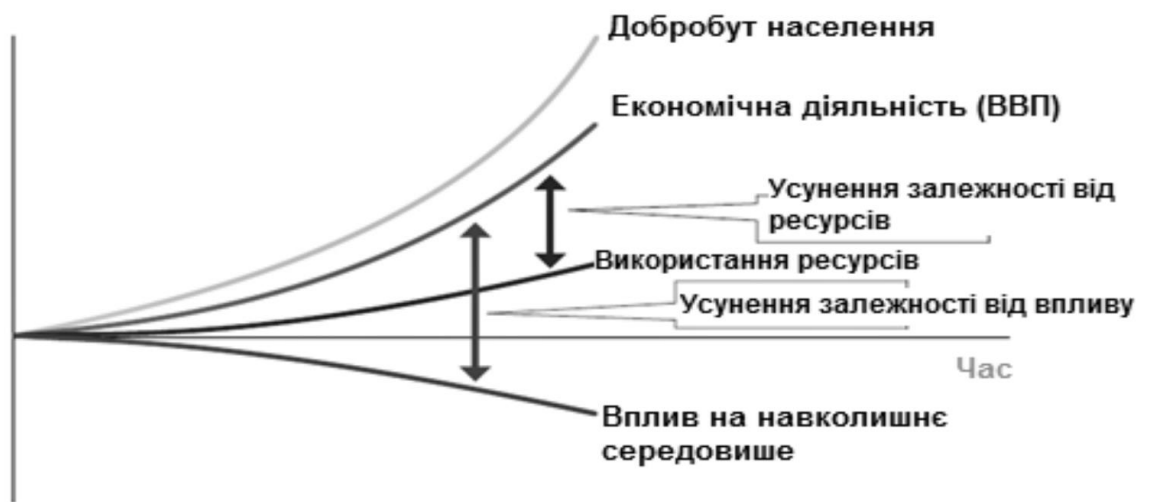 Добробут населення
Економічна діяльність (ВВП)
Усунення залежності від
ресурсів
Використання ресурсів
Усунення залежності від впливу
Час
Вплив на навколишнє
середовише